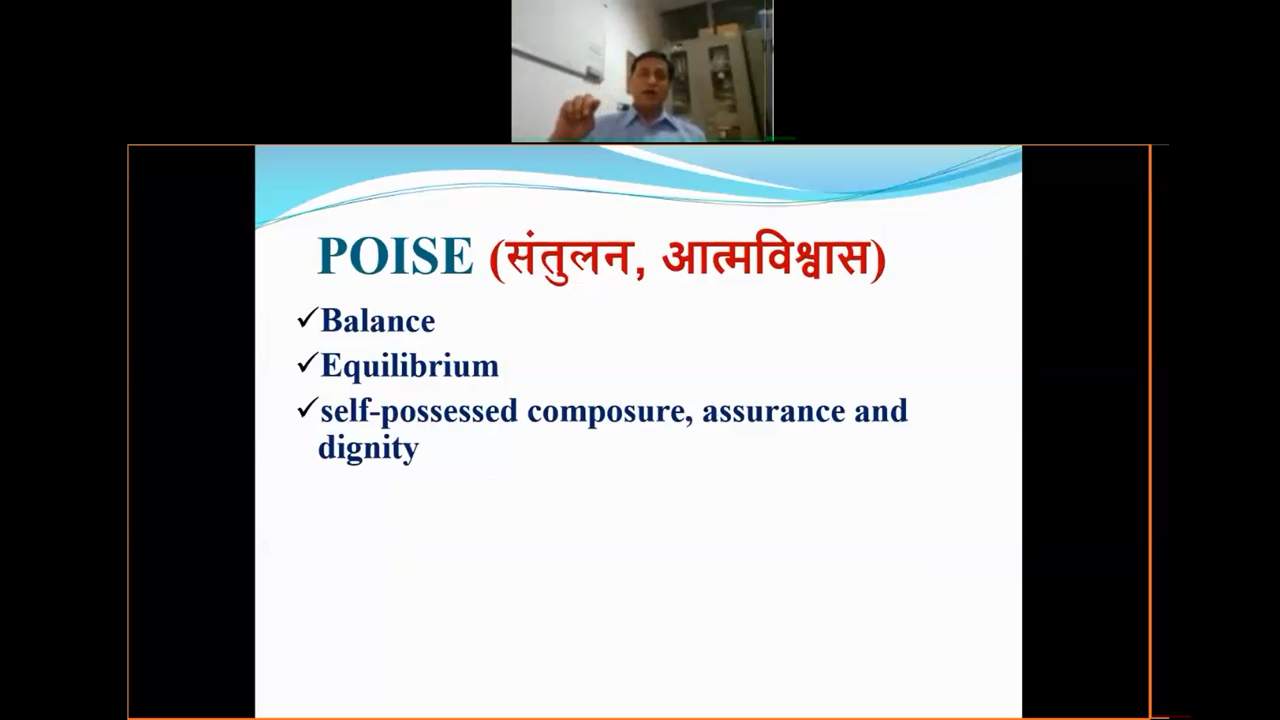 POISE (संतुलन, आत्मविश्वास)
✓Balance
✓Equilibrium
✓self-possessed composure, assurance and
dignity